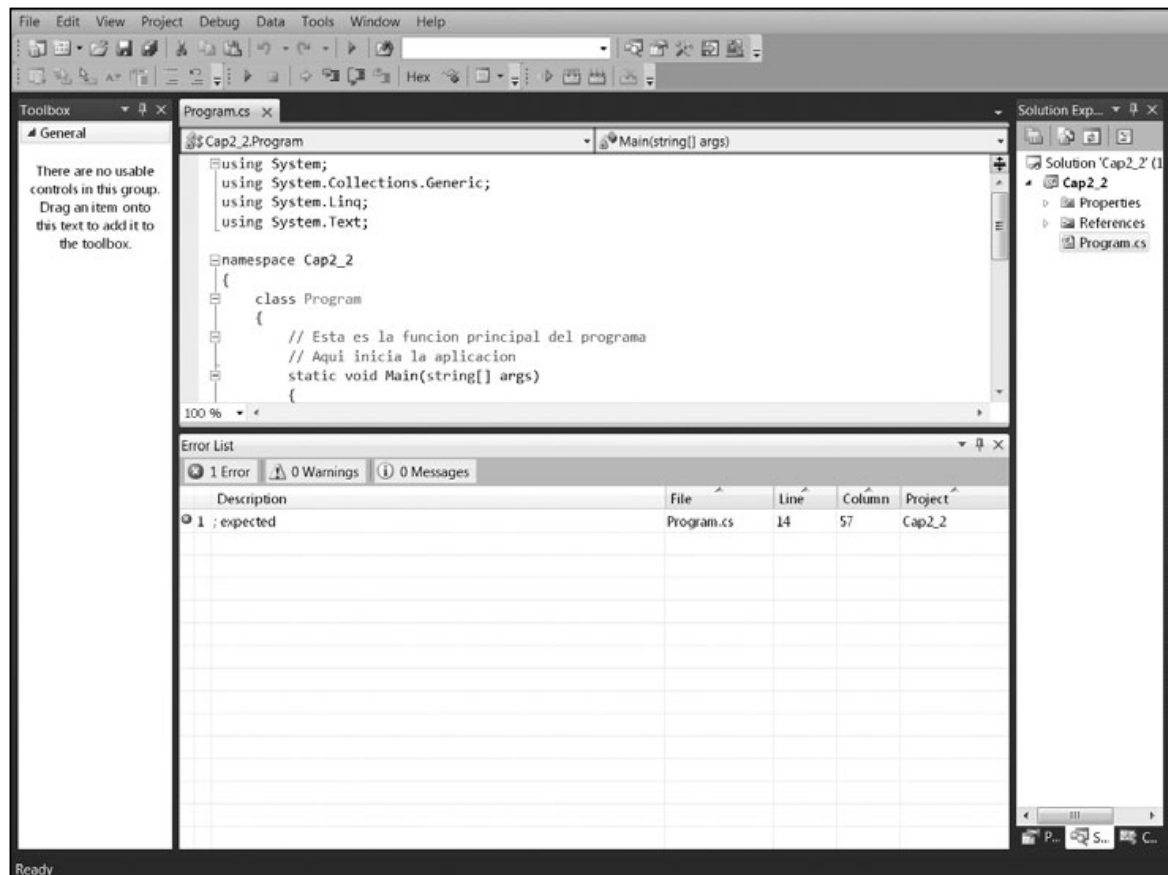 File Edit View Project Debug Data Tools Window Help
Hex
Toolbox
General
There are no usable
controls in this group.
Drag an item onto
this text to add it to
the toolbox.
Program.cs
Cap2_2.Program
Main(string[] args)
using System;
using System.Collections.Generic;
using System.Linq;
using System.Text;
namespace Cap2_2
{
class Program
{
// Esta es la funcion principal del programa
// Aqui inicia la aplicacion
static void Main(string[] args)
{
100 %
Error List
1 Error 0 Warnings 0 Messages
Description File Line Column Project
1 ; expected Program.cs 14 57 Cap2_2
Solution Exp...
Solution 'Cap2_2' (1
Cap2_2
Properties
References
Program.cs
P... S... C...
Ready